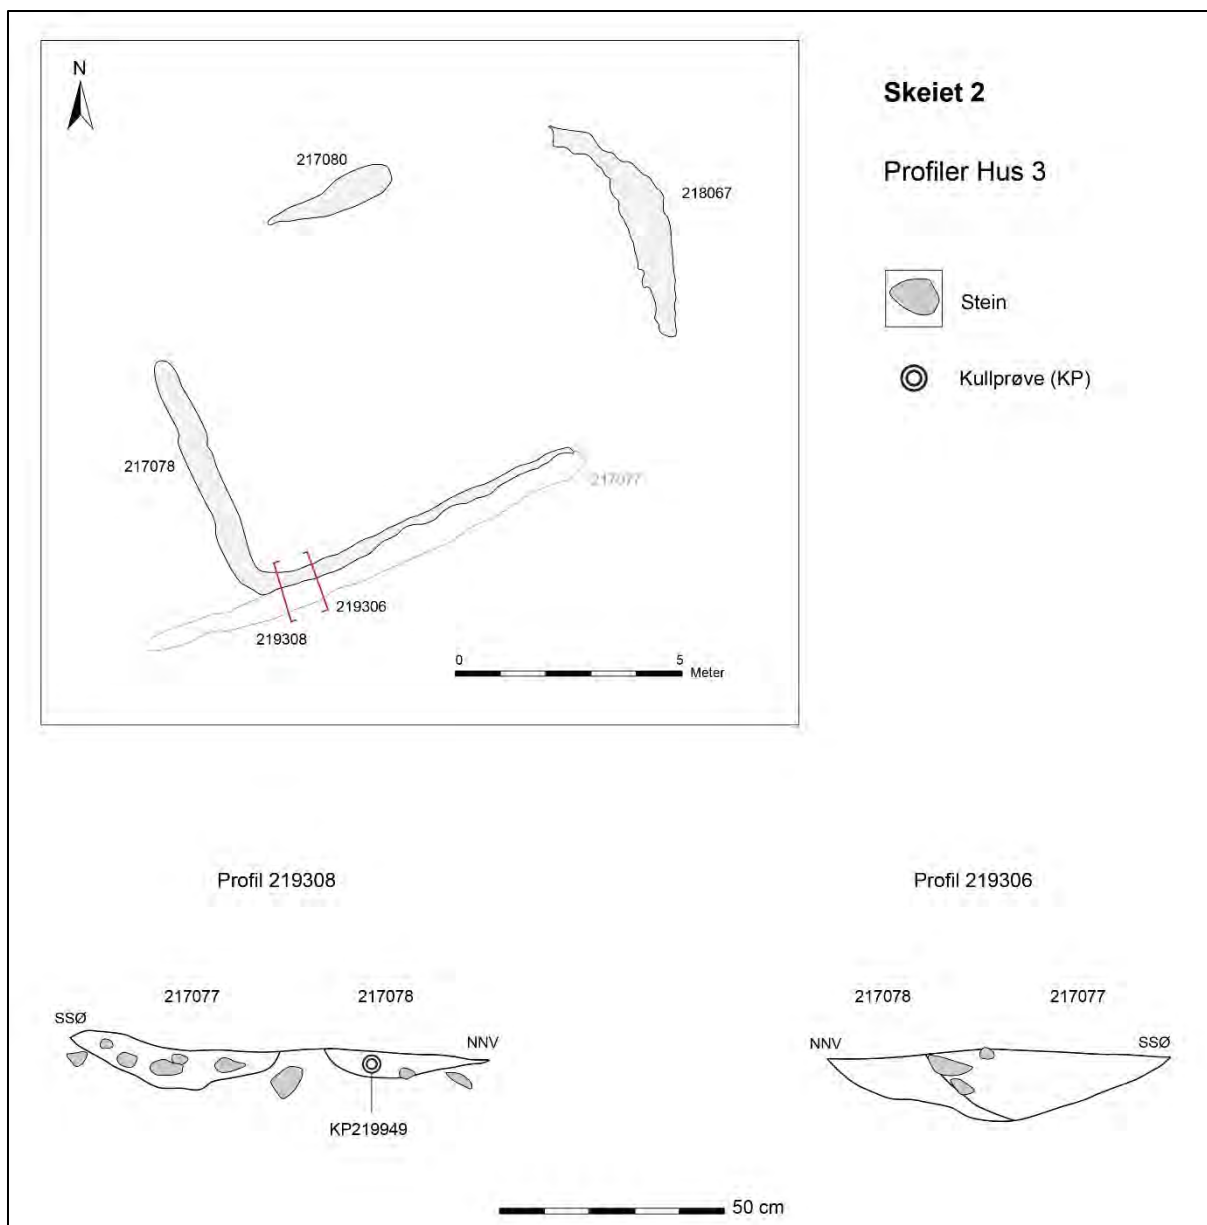 N
217080
218067
217078
217077
219306
219308
0 5
Meter
Skeiet 2
Profiler Hus 3
Stein
Kullprøve (KP)
Profil 219308
217077 217078
SSØ
NNV
KP219949
Profil 219306
217078 217077
NNV SSØ
50 cm